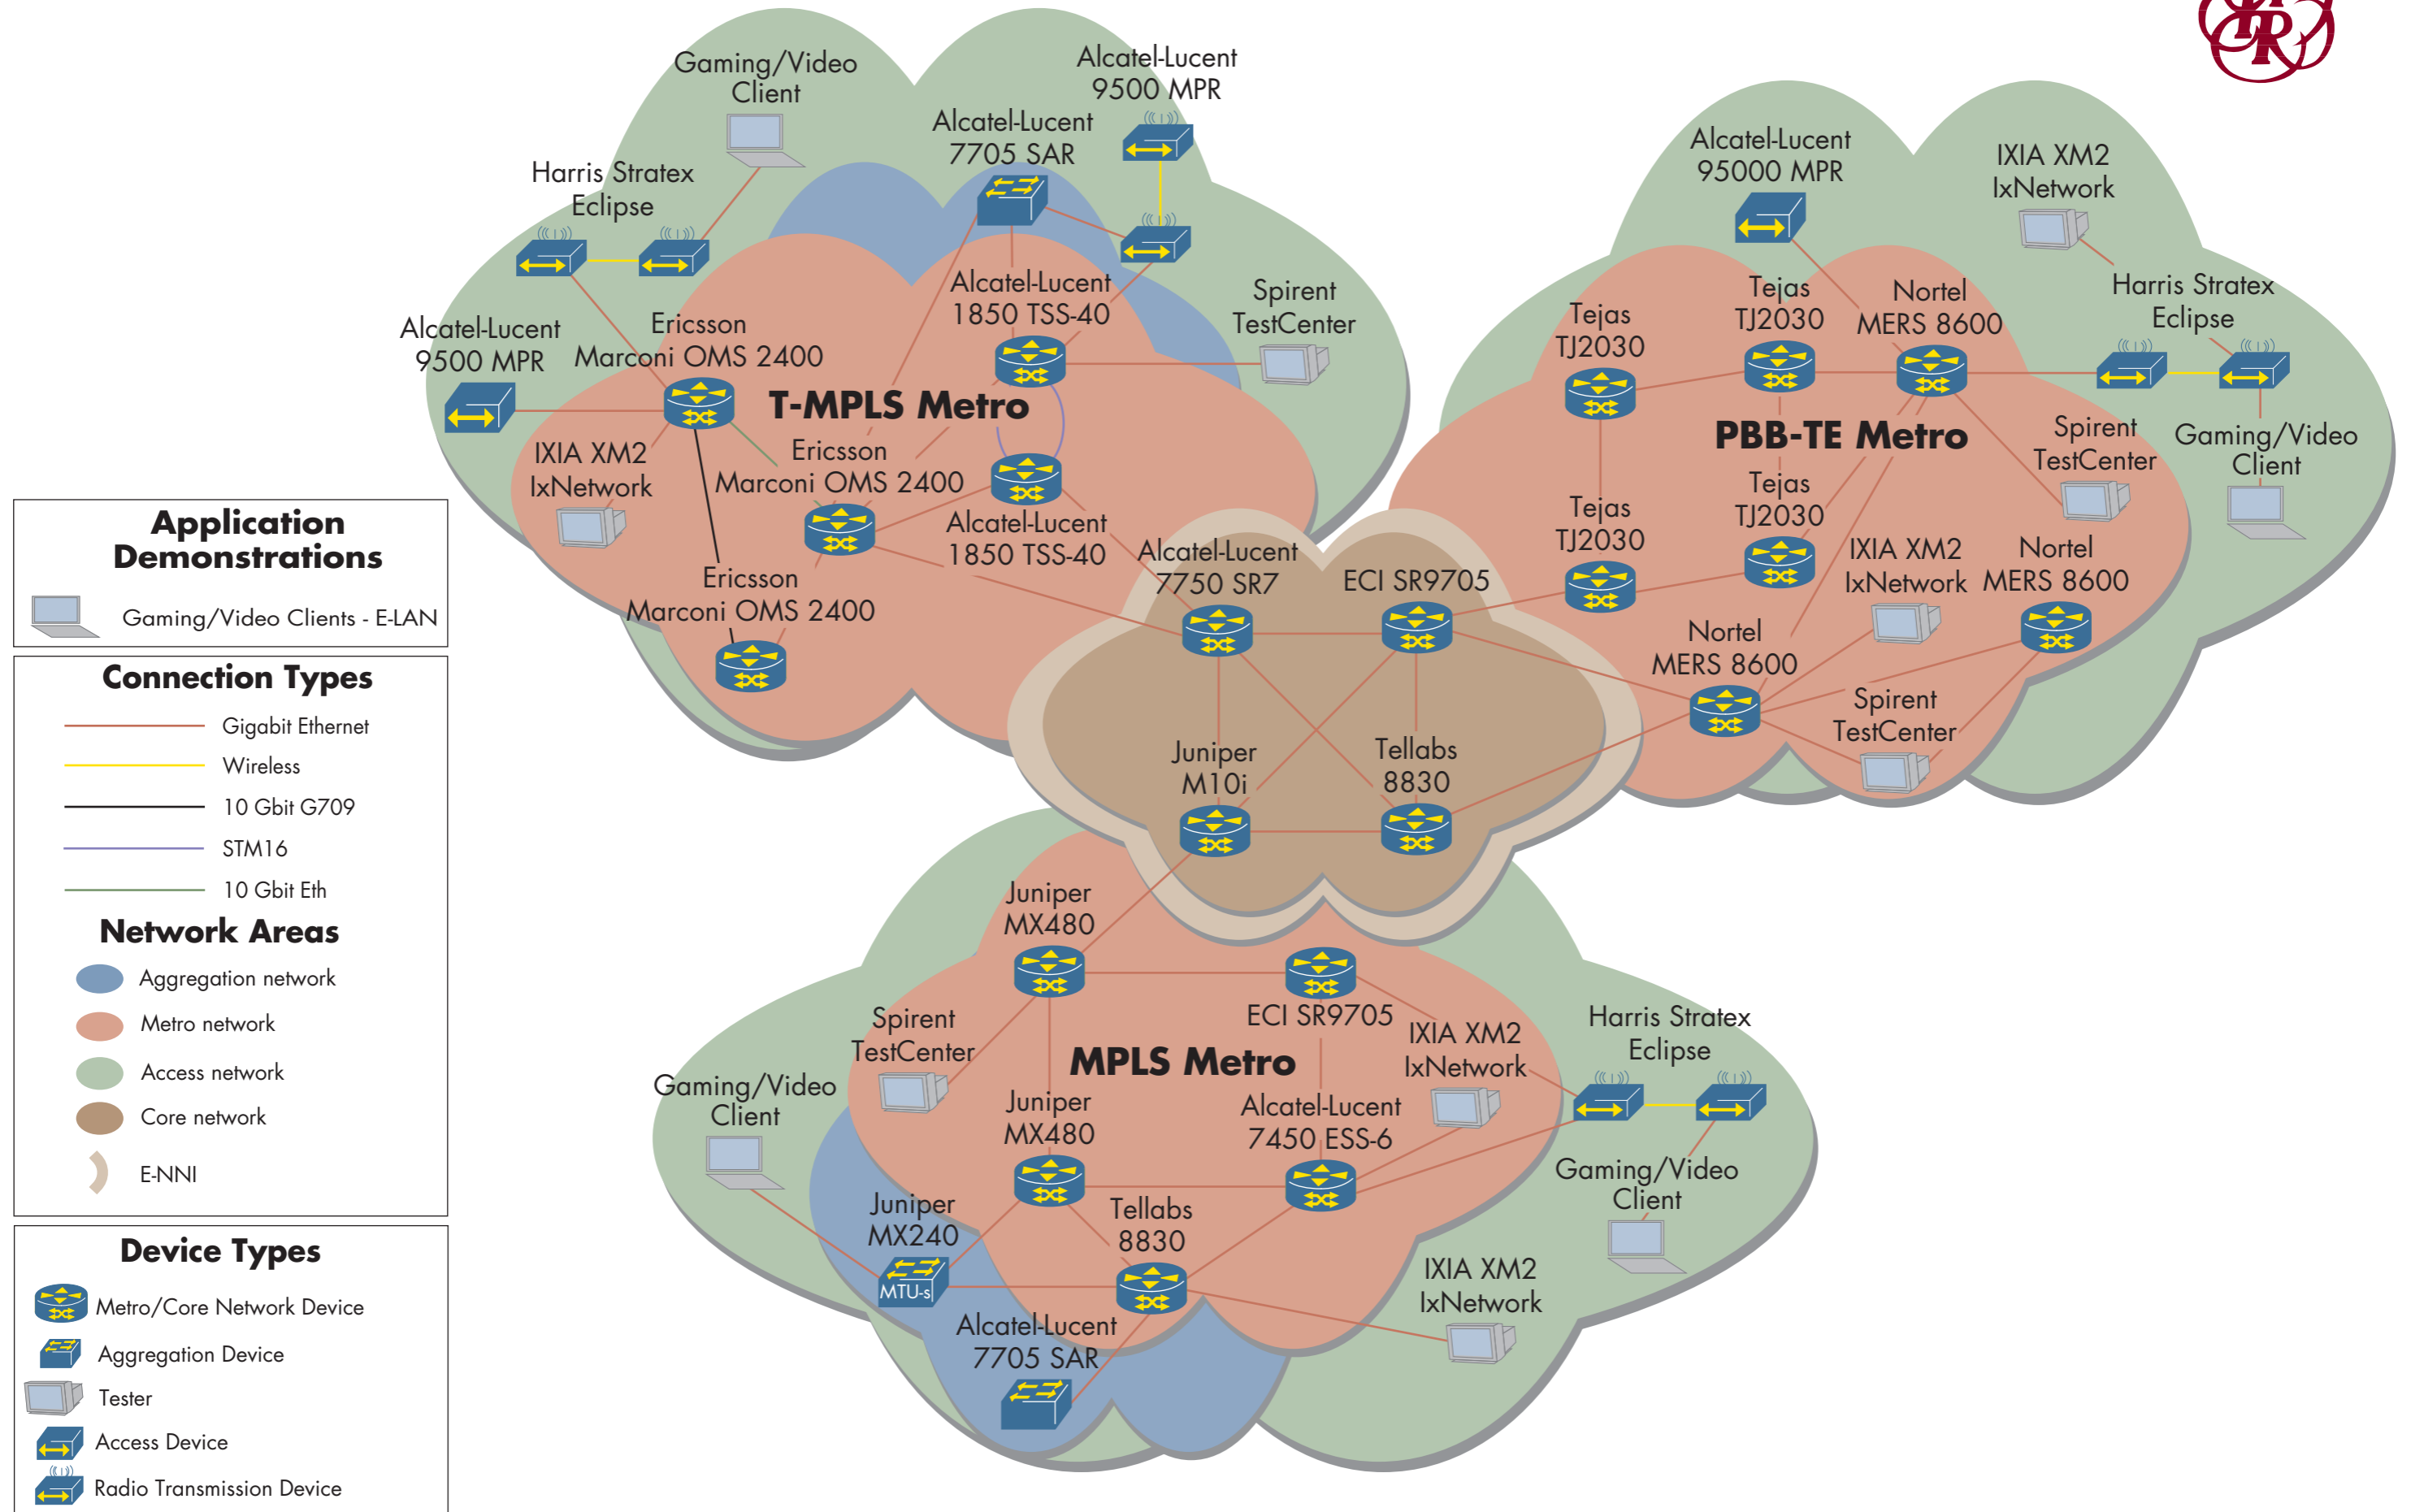 Gaming/Video
Client
Alcatel-Lucent
9500 MPR
Alcatel-Lucent
7705 SAR
Harris Stratex
Eclipse
Alcatel-Lucent
1850 TSS-40
Spirent
TestCenter
Alcatel-Lucent
9500 MPR
Ericsson
Marconi OMS 2400
T-MPLS Metro
IXIA XM2
IxNetwork
Ericsson
Marconi OMS 2400
Alcatel-Lucent
1850 TSS-40
Ericsson
Marconi OMS 2400
Alcatel-Lucent
95000 MPR
IXIA XM2
IxNetwork
Tejas
TJ2030
Tejas
TJ2030
Nortel
MERS 8600
Harris Stratex
Eclipse
PBB-TE Metro
Spirent
TestCenter
Gaming/Video
Client
Tejas
TJ2030
Tejas
TJ2030
IXIA XM2
IxNetwork
Nortel
MERS 8600
Nortel
MERS 8600
Spirent
TestCenter
Alcatel-Lucent
7750 SR7
ECI SR9705
Juniper
M10i
Tellabs
8830
Juniper
MX480
ECI SR9705
Spirent
TestCenter
MPLS Metro
IXIA XM2
IxNetwork
Harris Stratex
Eclipse
Gaming/Video
Client
Juniper
MX480
Alcatel-Lucent
7450 ESS-6
Gaming/Video
Client
Juniper
MX240
MTU-s
Tellabs
8830
IXIA XM2
IxNetwork
Alcatel-Lucent
7705 SAR
Application
Demonstrations
Gaming/Video Clients - E-LAN
Connection Types
Gigabit Ethernet
Wireless
10 Gbit G709
STM16
10 Gbit Eth
Network Areas
Aggregation network
Metro network
Access network
Core network
E-NNI
Device Types
Metro/Core Network Device
Aggregation Device
Tester
Access Device
Radio Transmission Device